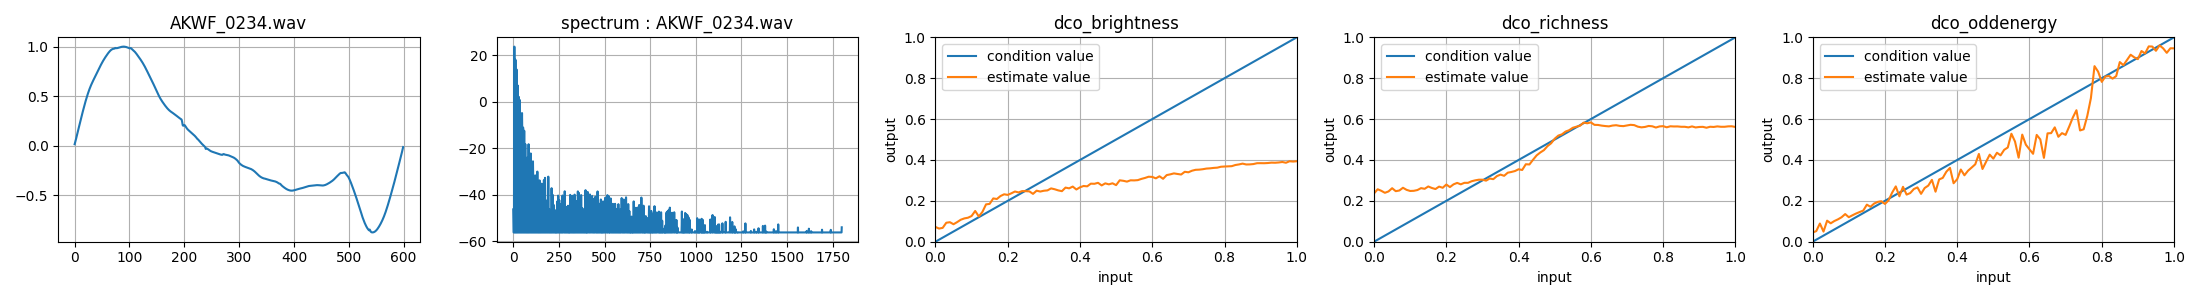 AKWF_0234.wav
1.0
0.5
0.0
−0.5
0 100 200 300 400 500 600
spectrum : AKWF_0234.wav
20
0
−20
−40
−60
0 250 500 750 1000 1250 1500 1750
dco_brightness
condition value
estimate value
output
1.0
0.8
0.6
0.4
0.2
0.0
0.0 0.2 0.4 0.6 0.8 1.0
input
dco_richness
condition value
estimate value
output
1.0
0.8
0.6
0.4
0.2
0.0
0.0 0.2 0.4 0.6 0.8 1.0
input
dco_oddenergy
condition value
estimate value
output
1.0
0.8
0.6
0.4
0.2
0.0
0.0 0.2 0.4 0.6 0.8 1.0
input